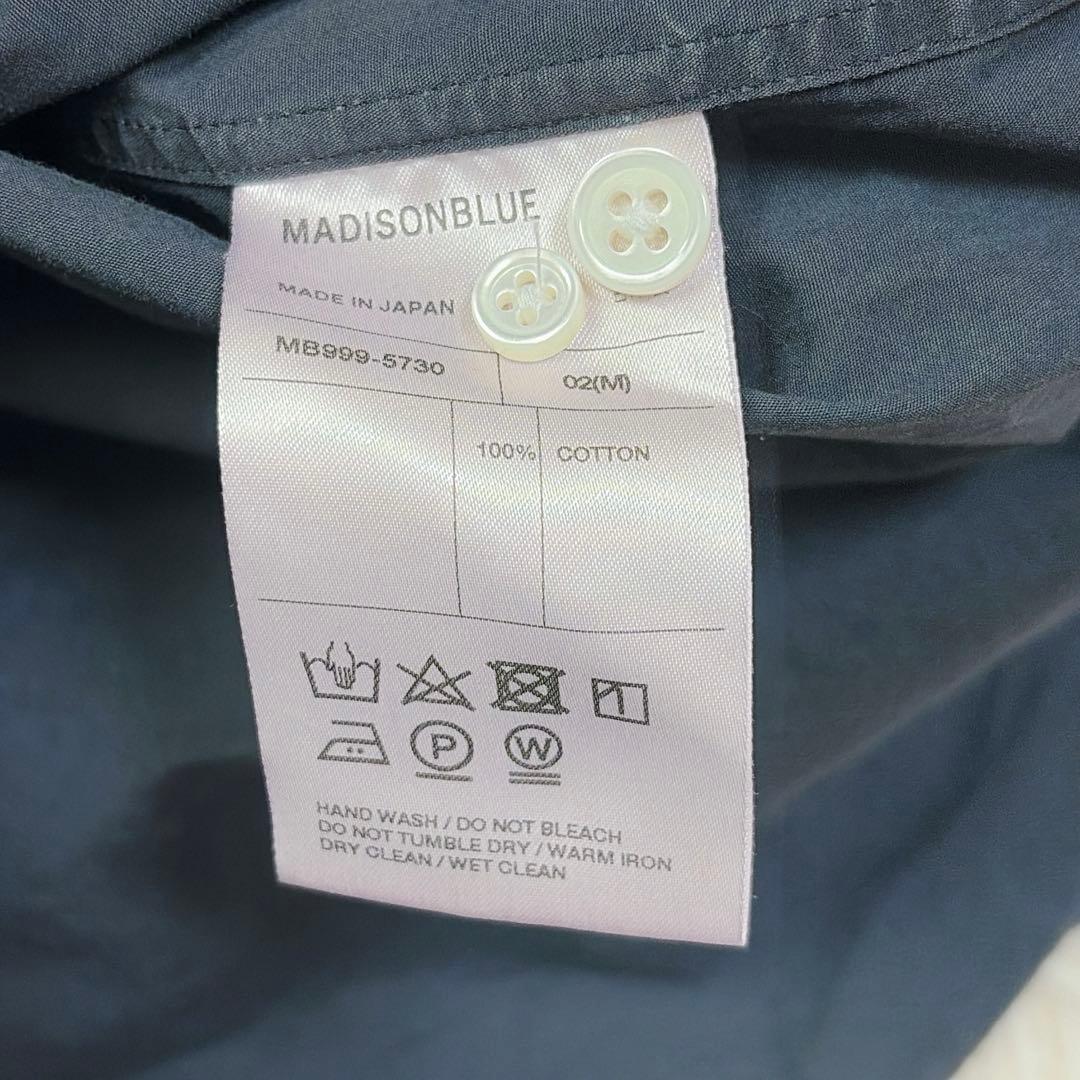 MADISONBLUE
MADE IN JAPAN
MB999-5730 02(M)
100% COTTON
P W
HAND WASH / DO NOT BLEACH
DO NOT TUMBLE DRY / WARM IRON
DRY CLEAN / WET CLEAN